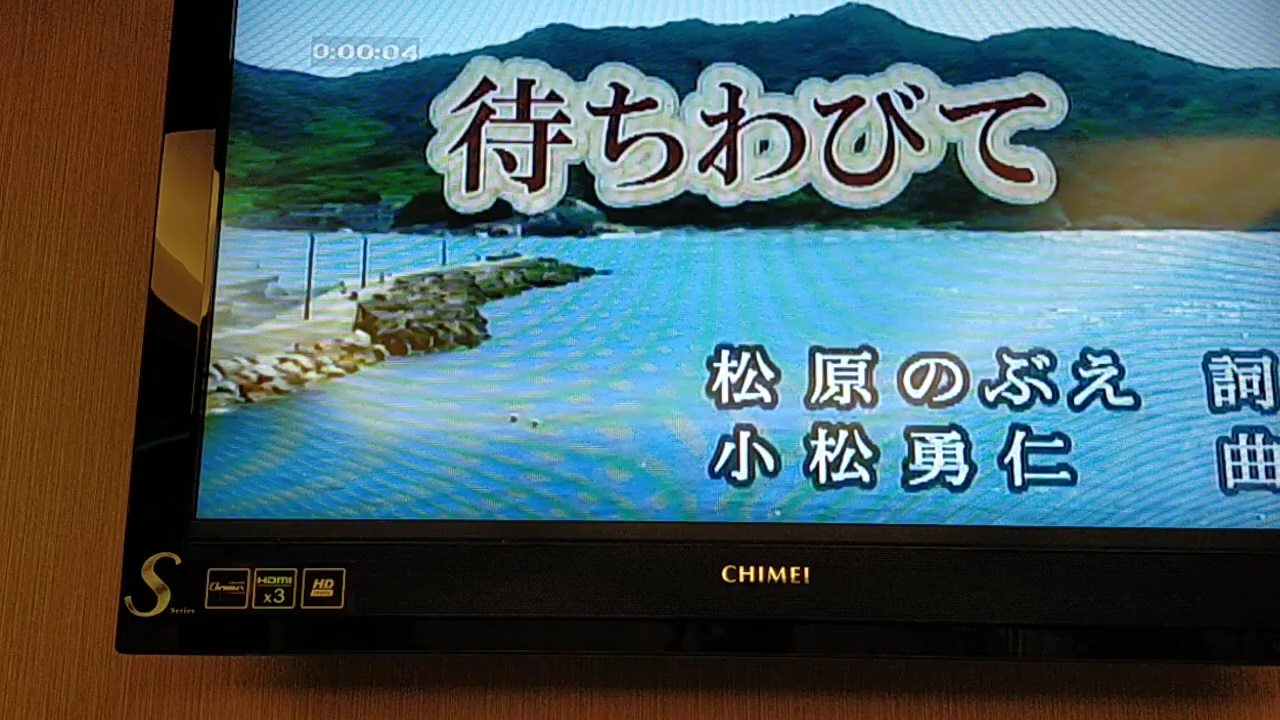 0:00:04
待ちわびて
松原のぶえ 詞
小松勇仁 曲
CHIMEI
S Series
HDMI x3
HD